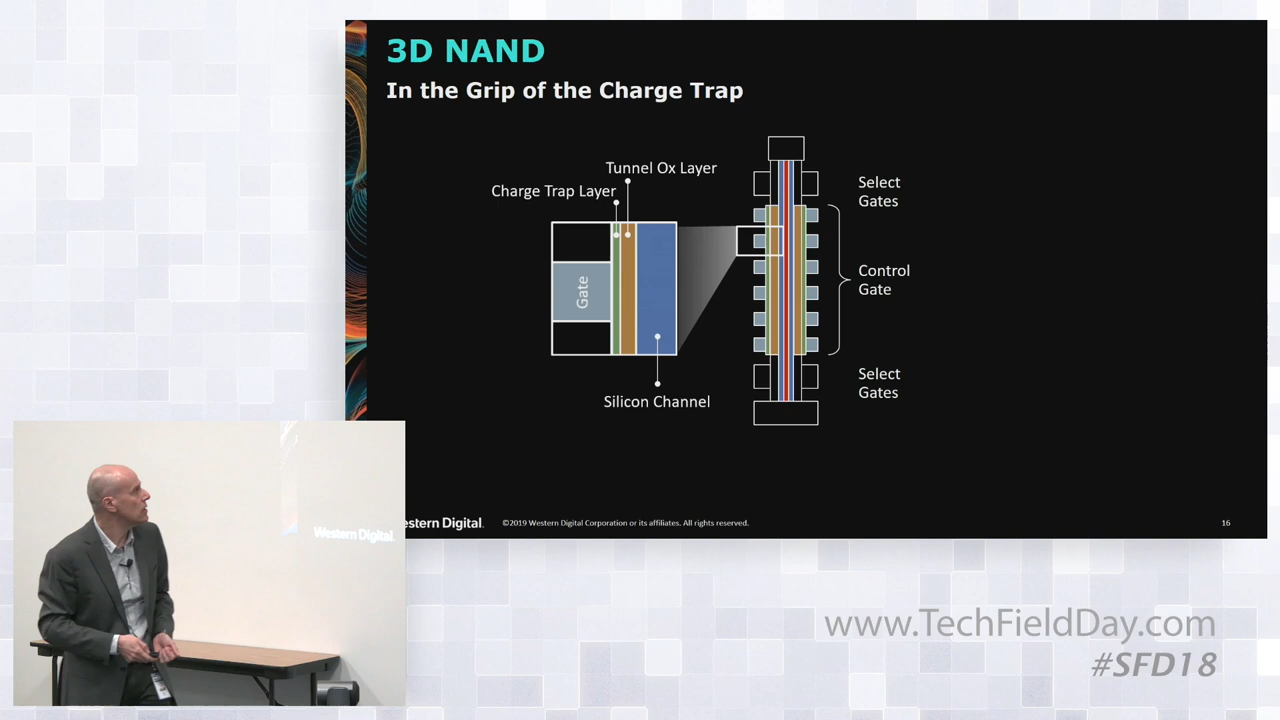 3D NAND
In the Grip of the Charge Trap
Tunnel Ox Layer
Charge Trap Layer
Gate
Silicon Channel
Select
Gates
Control
Gate
Select
Gates
estern Digital.
©2019 Western Digital Corporation or its affiliates. All rights reserved.
16
Western Digital.
www.TechFieldDay.com
#SFD18